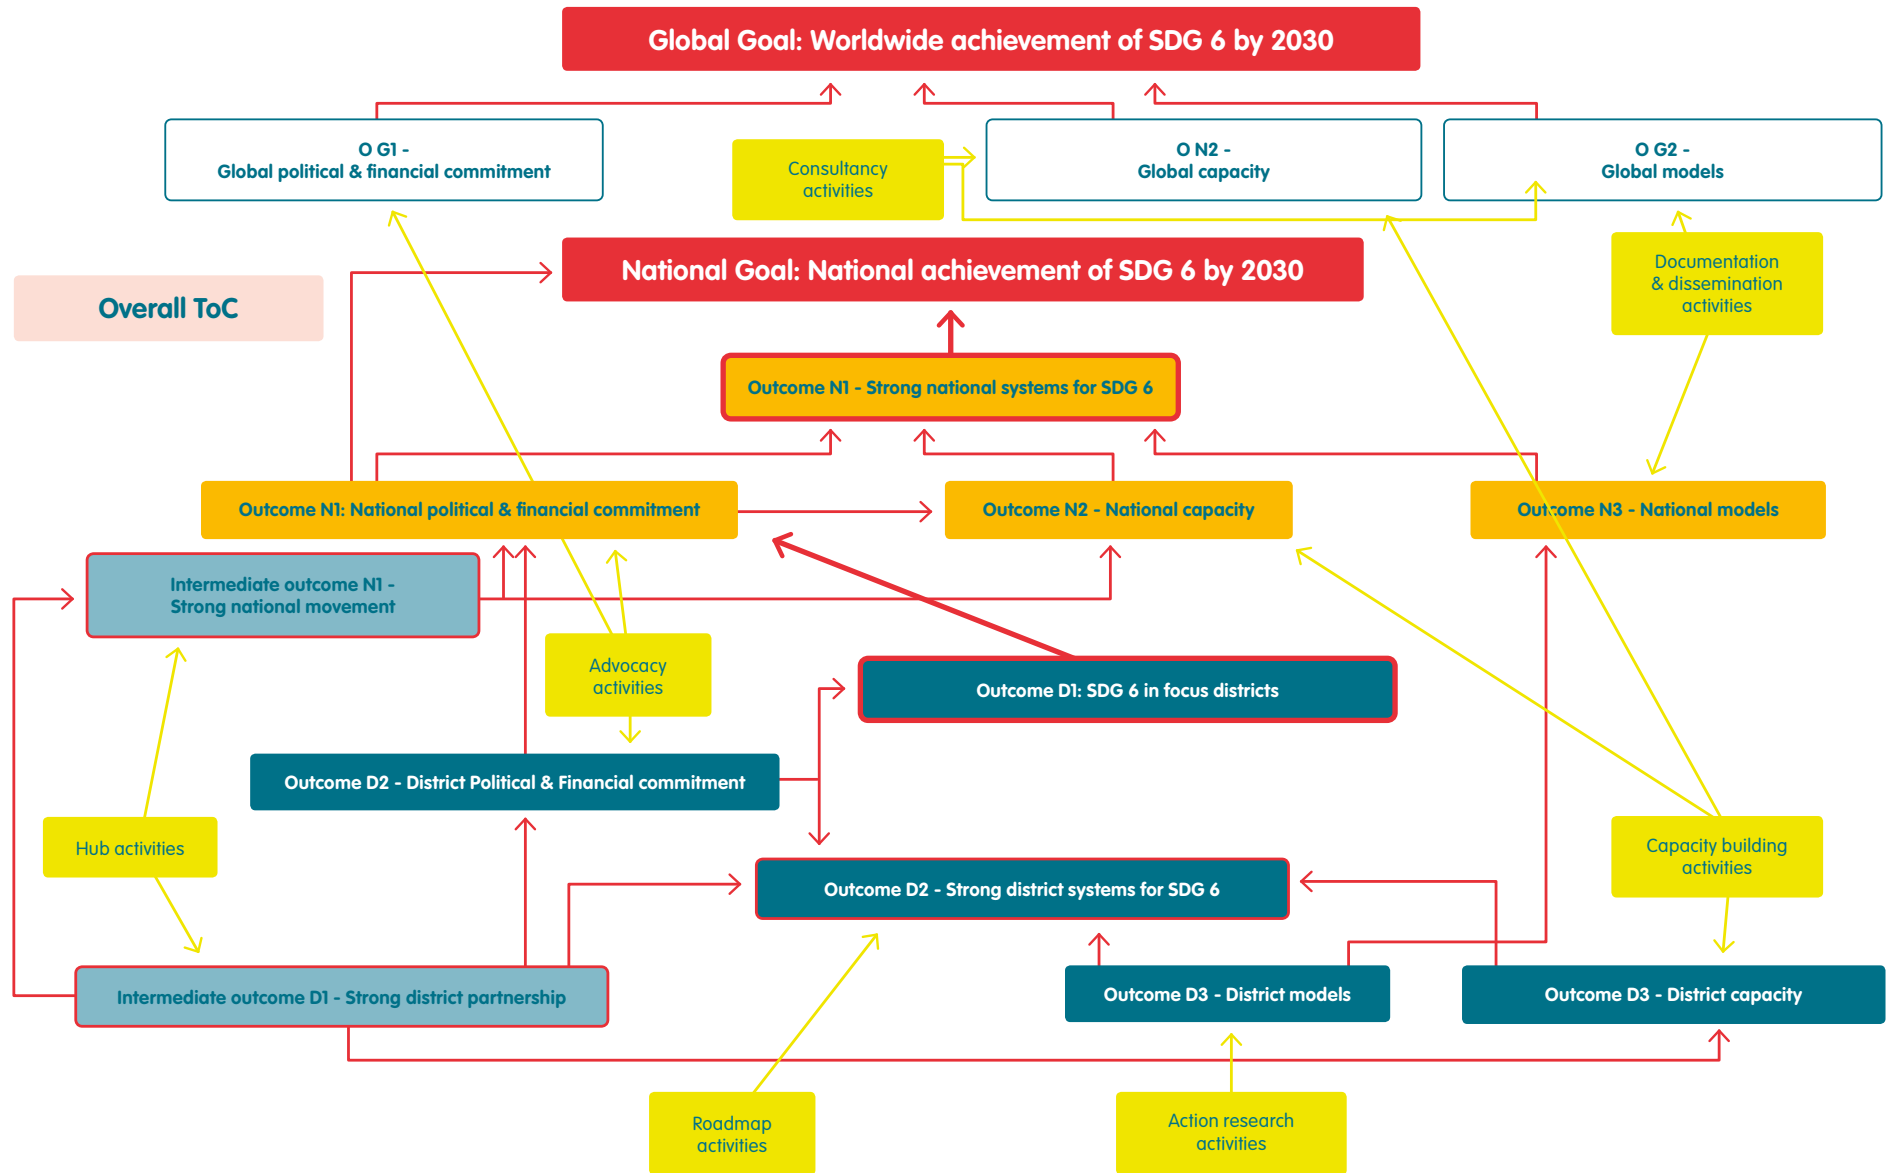 Global Goal: Worldwide achievement of SDG 6 by 2030
O G1 -
Global political & financial commitment
Consultancy
activities
O N2 -
Global capacity
O G2 -
Global models
National Goal: National achievement of SDG 6 by 2030
Documentation
& dissemination
activities
Overall ToC
Outcome N1 - Strong national systems for SDG 6
Outcome N1: National political & financial commitment
Outcome N2 - National capacity
Outcome N3 - National models
Intermediate outcome N1 -
Strong national movement
Advocacy
activities
Outcome D1: SDG 6 in focus districts
Outcome D2 - District Political & Financial commitment
Hub activities
Capacity building
activities
Outcome D2 - Strong district systems for SDG 6
Intermediate outcome D1 - Strong district partnership
Outcome D3 - District models
Outcome D3 - District capacity
Roadmap
activities
Action research
activities